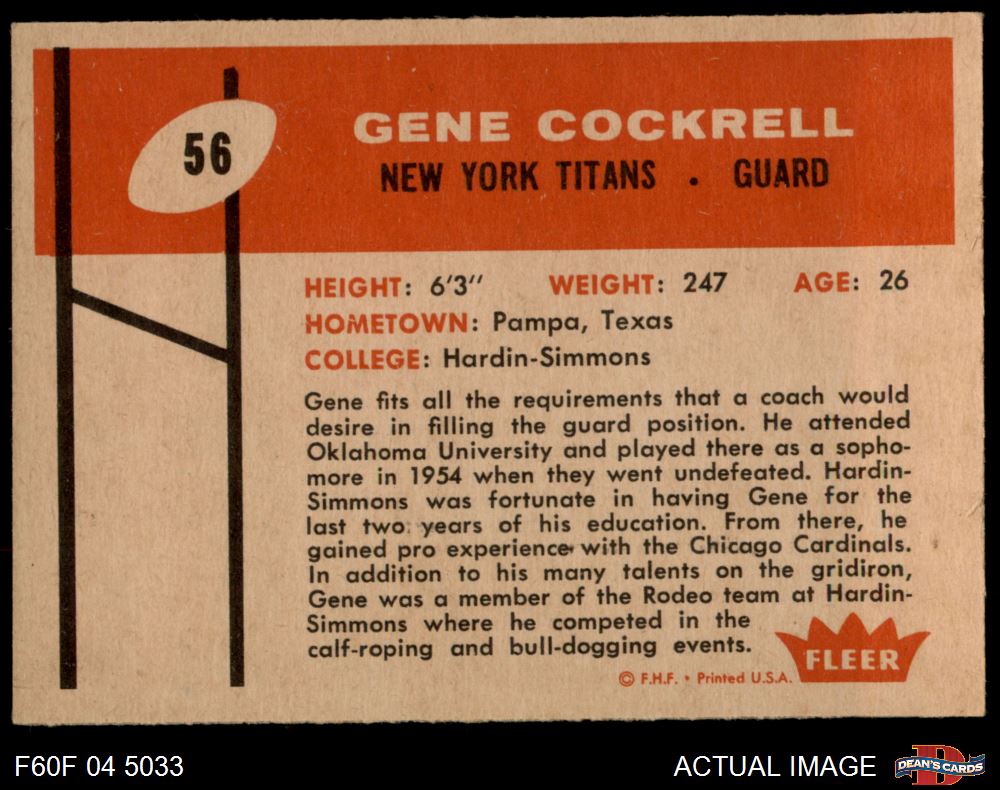 56
GENE COCKRELL
NEW YORK TITANS . GUARD
HEIGHT: 6'3" WEIGHT: 247 AGE: 26
HOMETOWN: Pampa, Texas
COLLEGE: Hardin-Simmons
Gene fits all the requirements that a coach would
desire in filling the guard position. He attended
Oklahoma University and played there as a sopho-
more in 1954 when they went undefeated. Hardin-
Simmons was fortunate in having Gene for the
last two years of his education. From there, he
gained pro experience with the Chicago Cardinals.
In addition to his many talents on the gridiron,
Gene was a member of the Rodeo team at Hardin-
Simmons where he competed in the
calf-roping and bull-dogging events.
FLEER
© F.H.F. • Printed U.S.A.
F60F 04 5033
ACTUAL IMAGE
D
DEAN'S CARDS